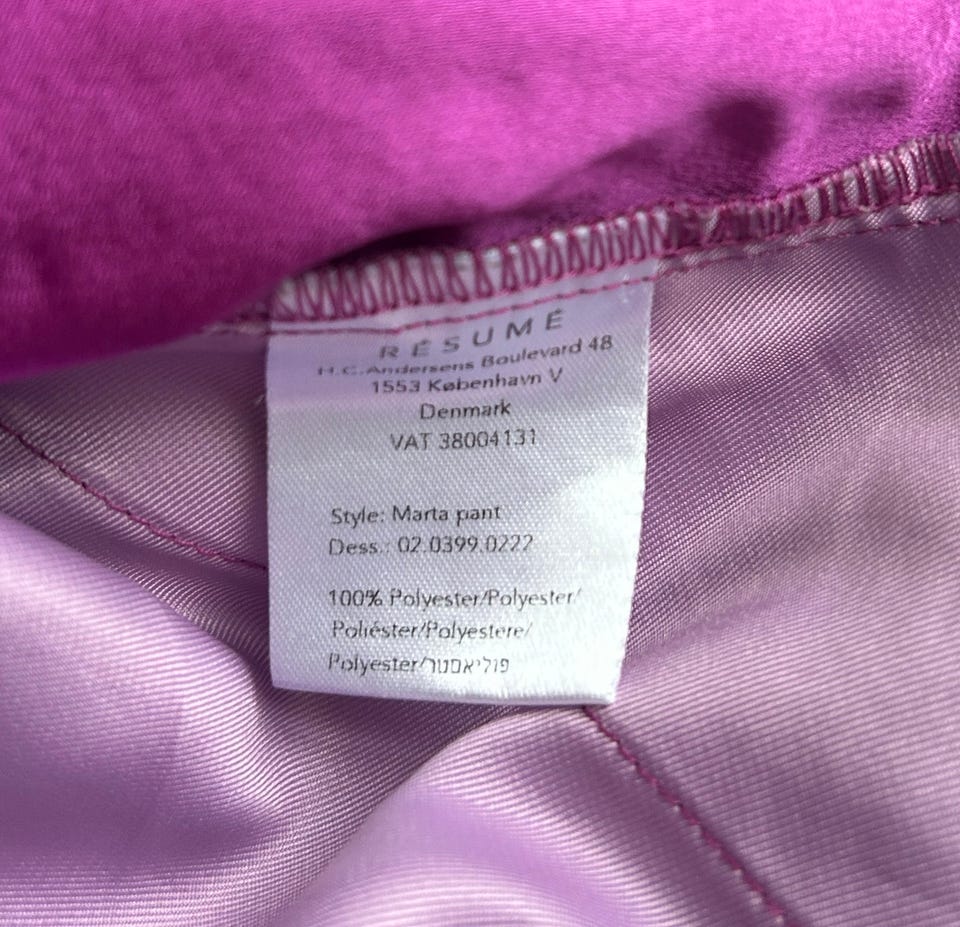 RÉSUMÉ
H.C.Andersens Boulevard 48
1553 København V
Denmark
VAT 38004131
Style: Marta pant
Dess.: 02.0399.0222
100% Polyester/Polyester/
Poliéster/Polyestere/
Polyester/פוליאסטר